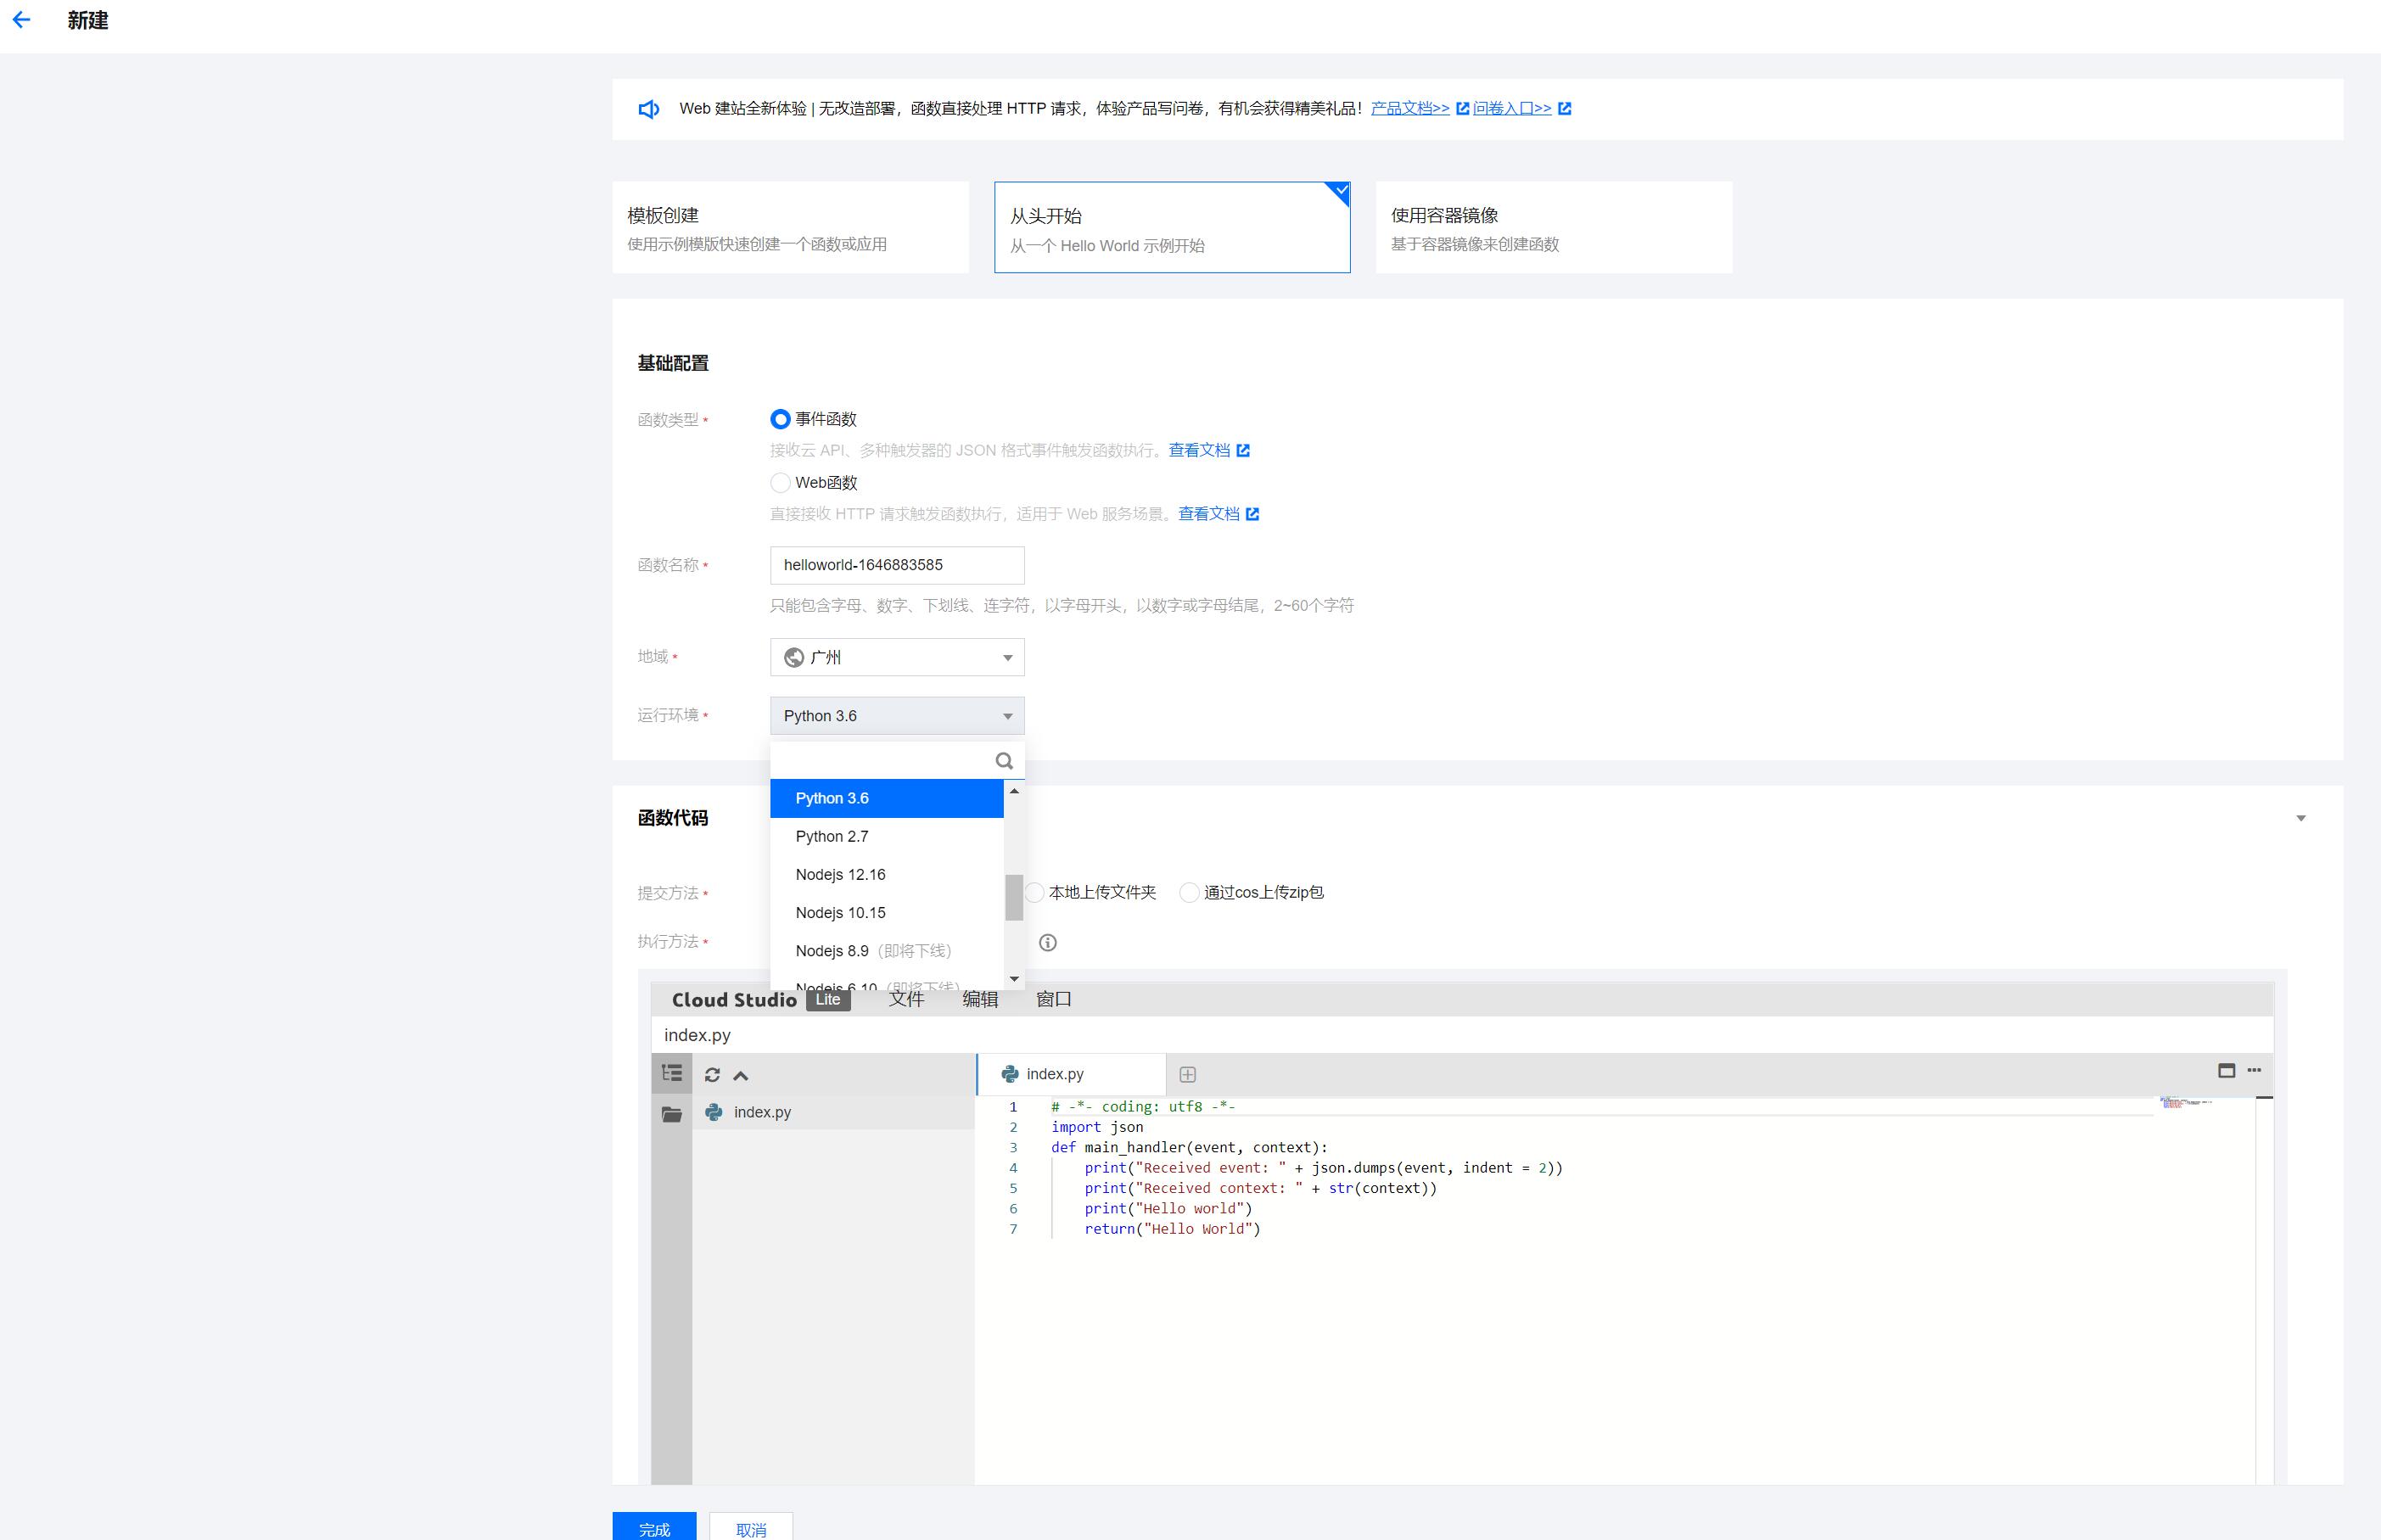 新建
Web 建站全新体验 | 无改造部署，函数直接处理 HTTP 请求，体验产品写问卷，有机会获得精美礼品！产品文档>> 问卷入口>>
模板创建
使用示例模版快速创建一个函数或应用
从头开始
从一个 Hello World 示例开始
使用容器镜像
基于容器镜像来创建函数
基础配置
函数类型 * 事件函数
接收云 API、多种触发器的 JSON 格式事件触发函数执行。查看文档
Web函数
直接接收 HTTP 请求触发函数执行，适用于 Web 服务场景。查看文档
函数名称 * helloworld-1646883585
只能包含字母、数字、下划线、连字符，以字母开头，以数字或字母结尾，2~60个字符
地域 * 广州
运行环境 * Python 3.6
Python 3.6
Python 2.7
Nodejs 12.16
Nodejs 10.15
Nodejs 8.9（即将下线）
Nodejs 6.10（即将下线）
函数代码
提交方法 * 本地上传文件夹 通过cos上传zip包
执行方法 *
Cloud Studio Lite 文件 编辑 窗口
index.py
index.py
index.py
1 # -*- coding: utf8 -*-
2 import json
3 def main_handler(event, context):
4 print("Received event: " + json.dumps(event, indent = 2))
5 print("Received context: " + str(context))
6 print("Hello world")
7 return("Hello World")
完成 取消